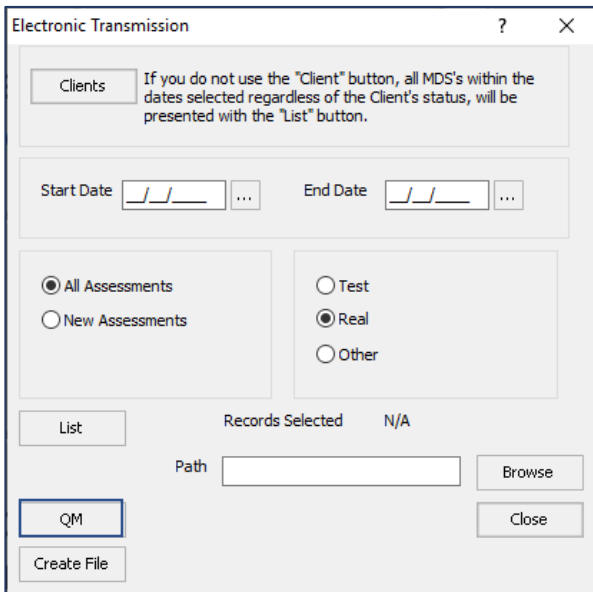 Electronic Transmission ? ×
Clients
If you do not use the "Client" button, all MDS's within the
dates selected regardless of the Client's status, will be
presented with the "List" button.
Start Date __/__/____ ... End Date __/__/____ ...
All Assessments
New Assessments
Test
Real
Other
List Records Selected N/A
Path Browse
QM Close
Create File